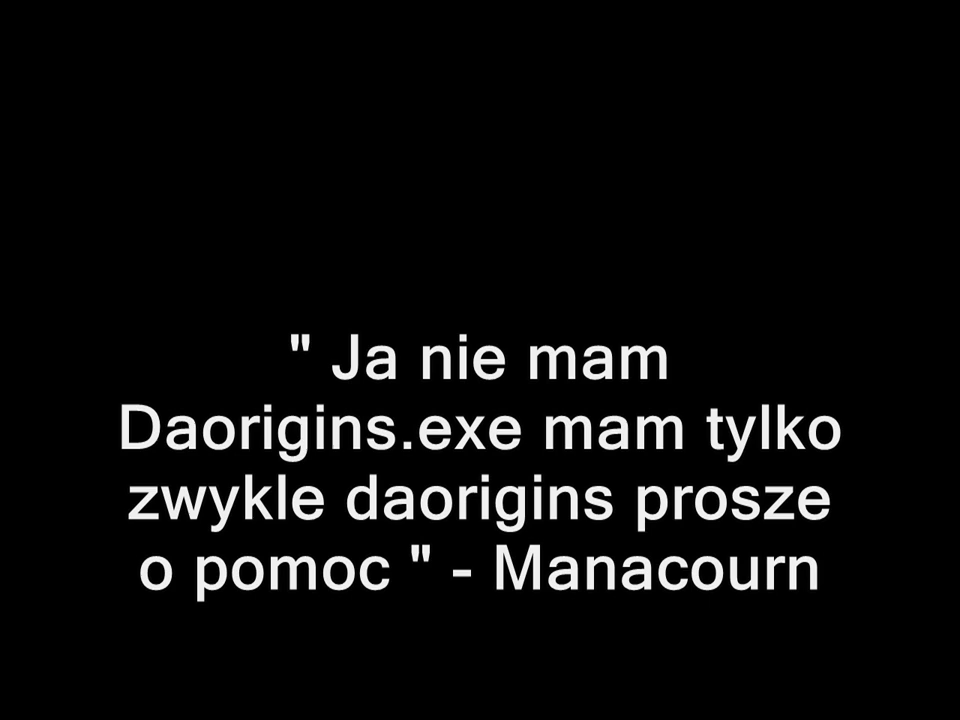 " Ja nie mam
Daorigins.exe mam tylko
zwykle daorigins prosze
o pomoc " - Manacourn